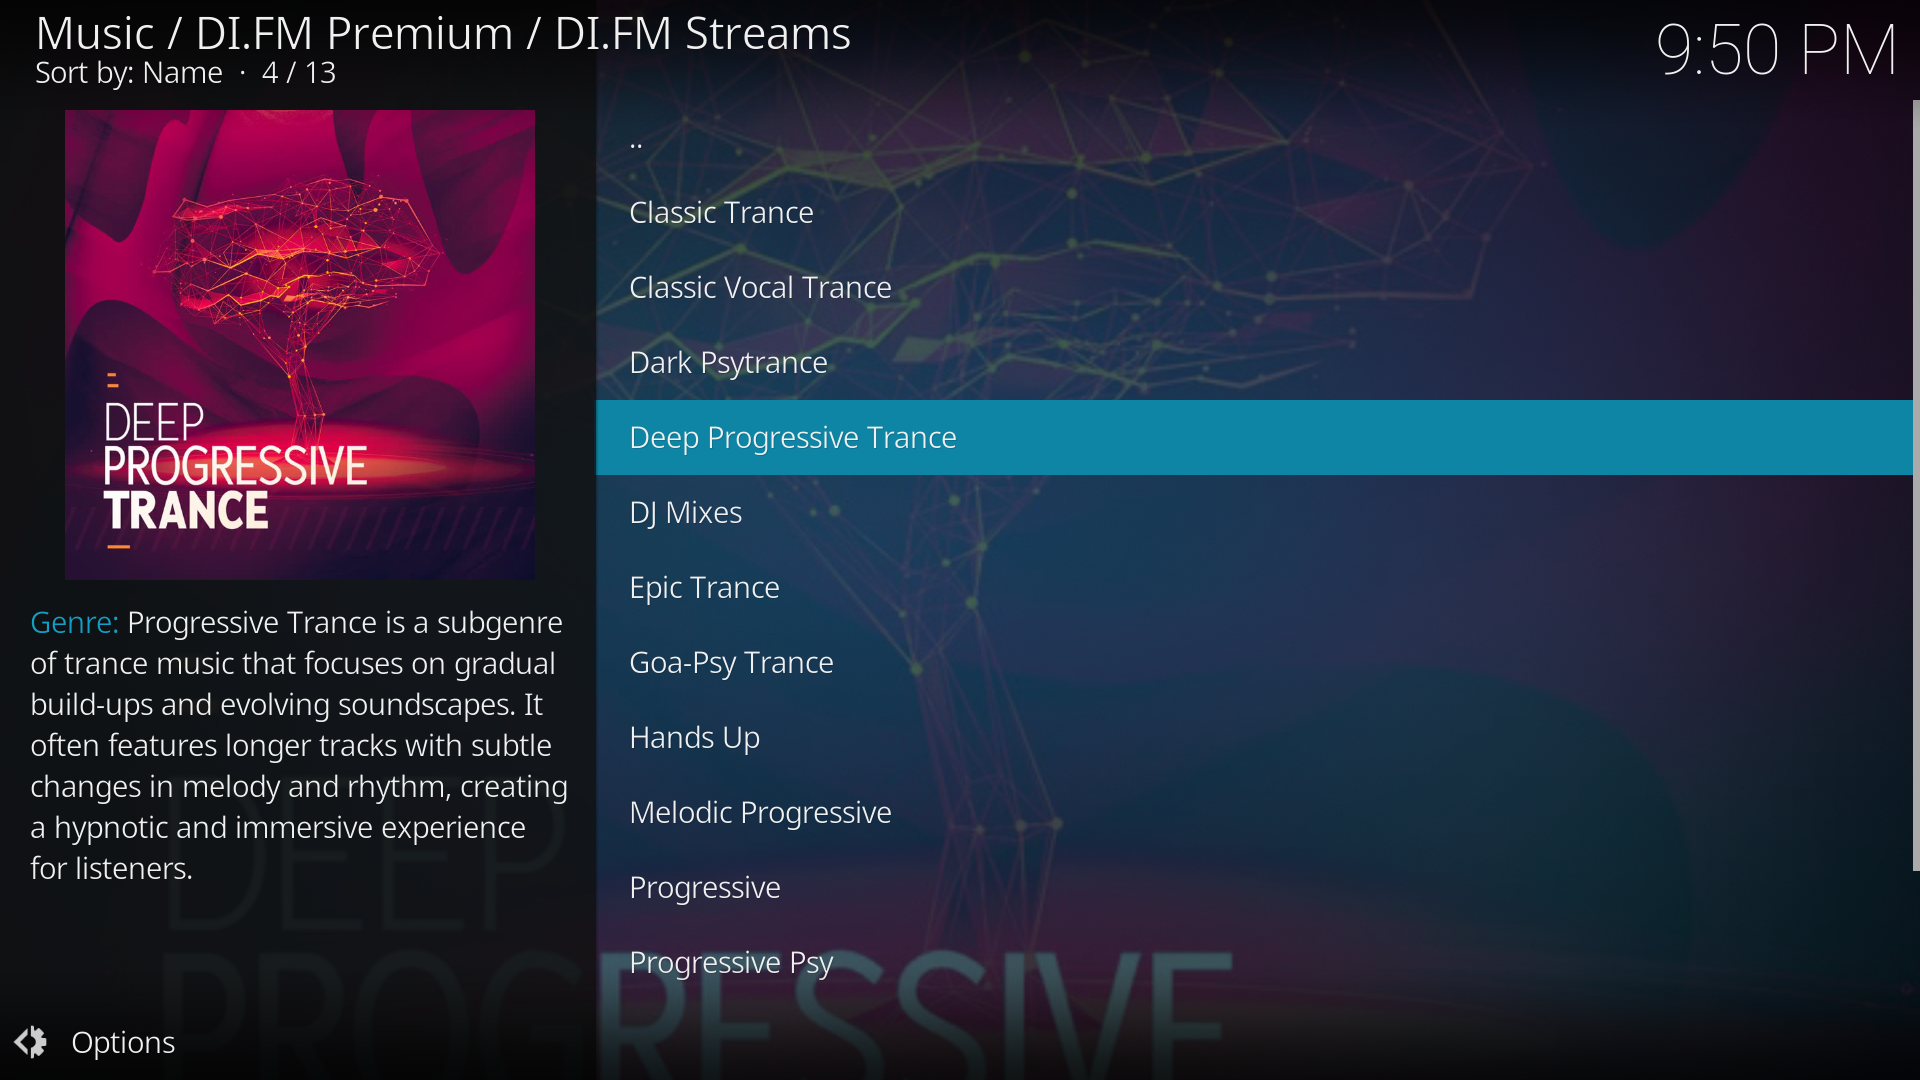 Music / DI.FM Premium / DI.FM Streams
Sort by: Name · 4 / 13
9:50 PM
DEEP
PROGRESSIVE
TRANCE
Genre: Progressive Trance is a subgenre
of trance music that focuses on gradual
build-ups and evolving soundscapes. It
often features longer tracks with subtle
changes in melody and rhythm, creating
a hypnotic and immersive experience
for listeners.
..
Classic Trance
Classic Vocal Trance
Dark Psytrance
Deep Progressive Trance
DJ Mixes
Epic Trance
Goa-Psy Trance
Hands Up
Melodic Progressive
Progressive
Progressive Psy
DEEP
PROGRESSIVE
Options